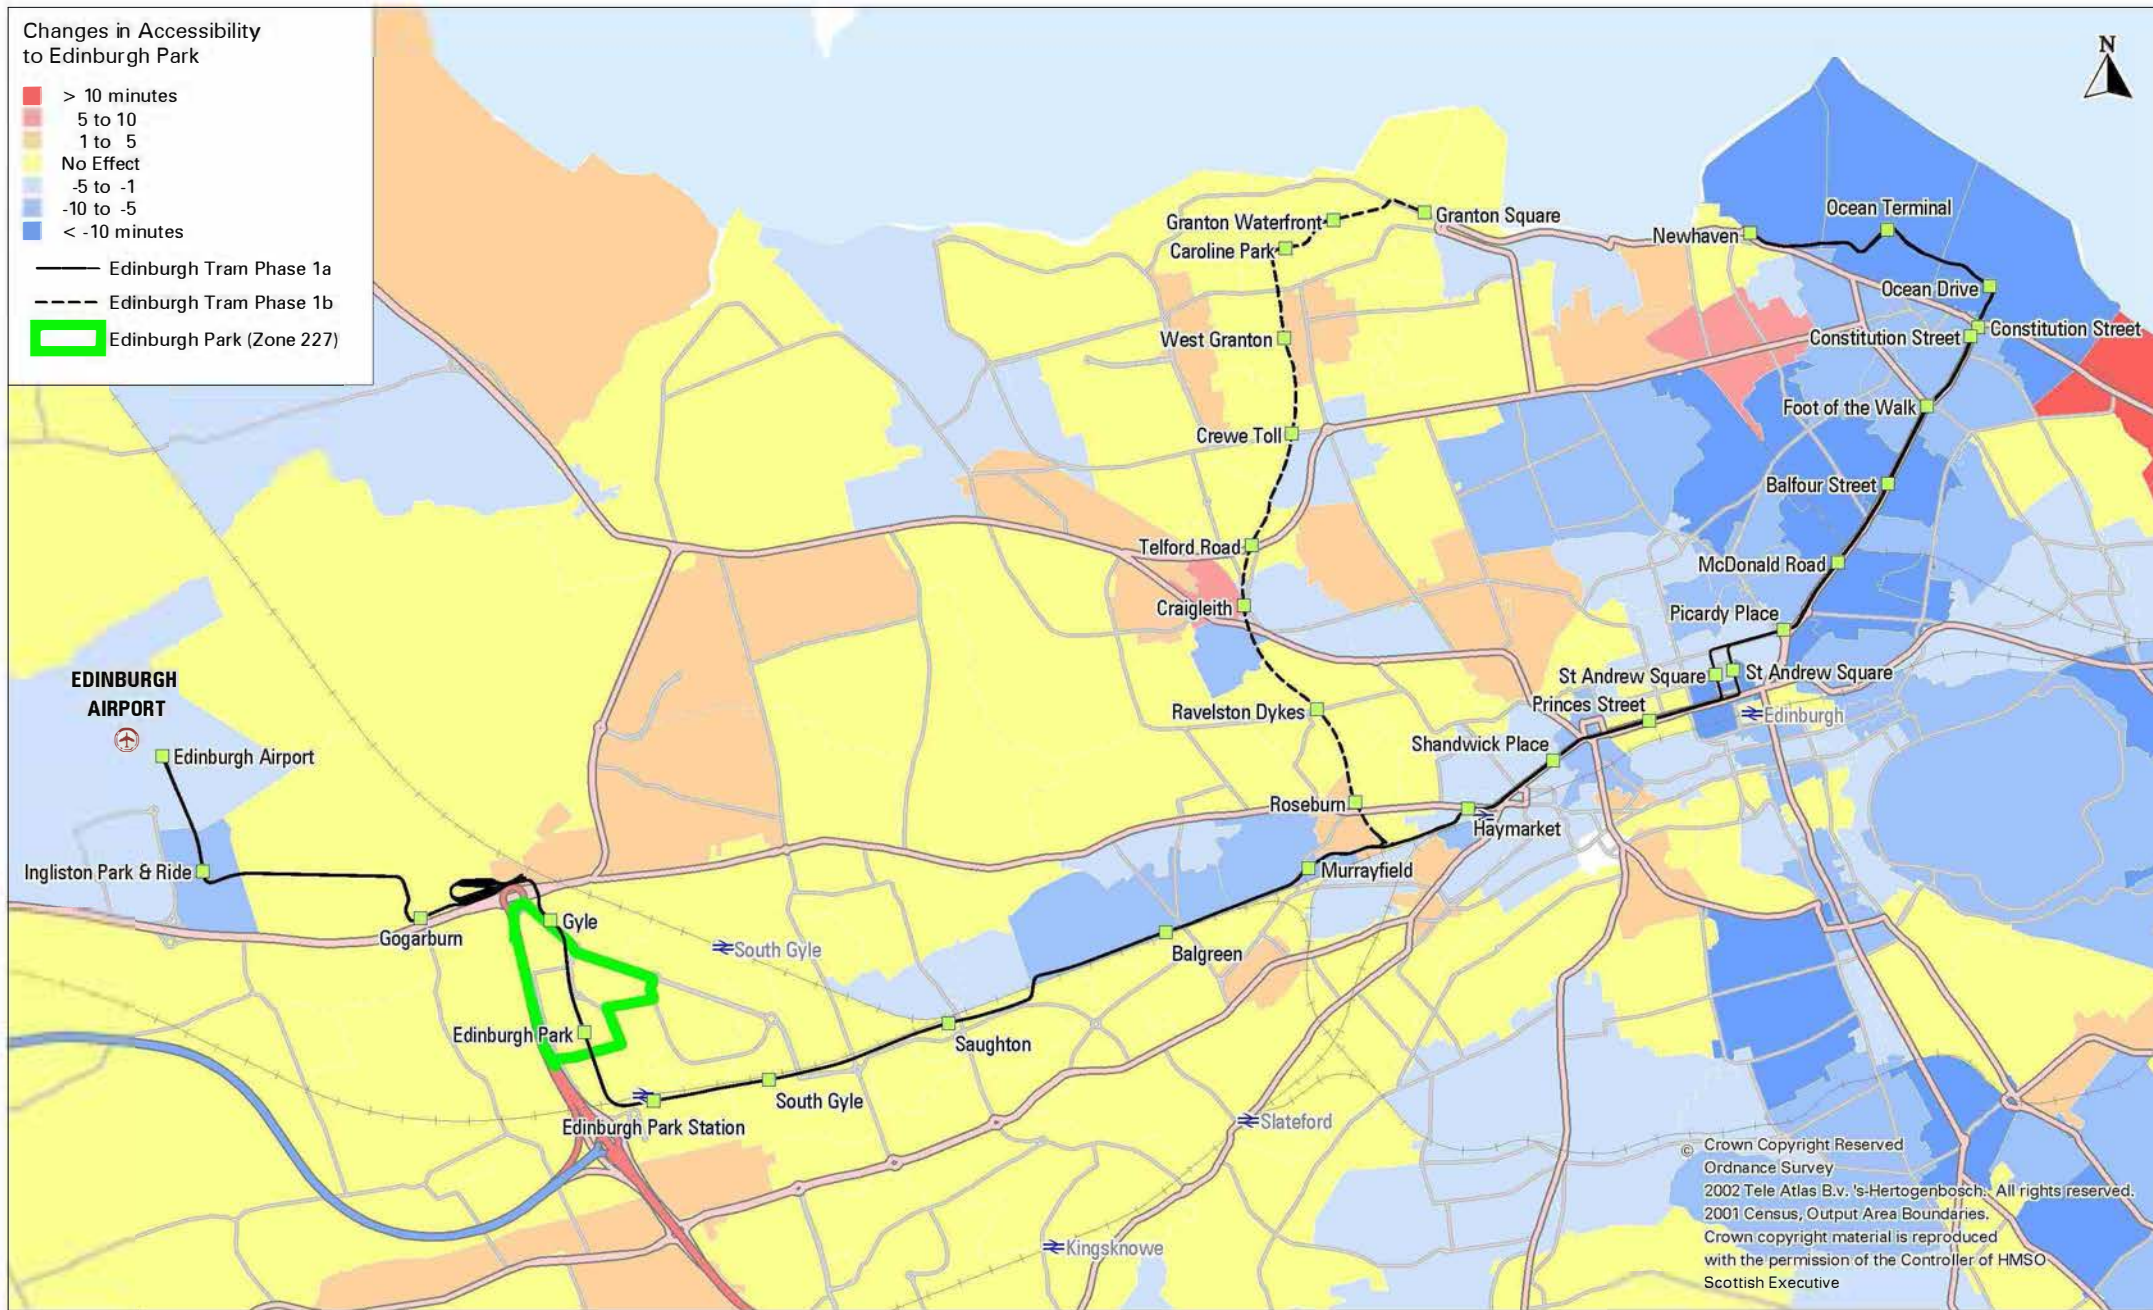 Changes in Accessibility
to Edinburgh Park
> 10 minutes
5 to 10
1 to 5
No Effect
-5 to -1
-10 to -5
< -10 minutes
Edinburgh Tram Phase 1a
Edinburgh Tram Phase 1b
Edinburgh Park (Zone 227)
N
Ocean Terminal
Granton Waterfront
Granton Square
Newhaven
Caroline Park
Ocean Drive
Constitution Street
Constitution Street
West Granton
Foot of the Walk
Crewe Toll
Balfour Street
Telford Road
McDonald Road
Craigleith
Picardy Place
St Andrew Square
St Andrew Square
EDINBURGH
AIRPORT
Princes Street
Edinburgh
Ravelston Dykes
Shandwick Place
Edinburgh Airport
Roseburn
Haymarket
Ingliston Park & Ride
Murrayfield
Gyle
Gogarburn
South Gyle
Balgreen
Edinburgh Park
Saughton
South Gyle
Edinburgh Park Station
Slateford
Kingsknowe
© Crown Copyright Reserved
Ordnance Survey
2002 Tele Atlas B.v. 's-Hertogenbosch. All rights reserved.
2001 Census, Output Area Boundaries.
Crown copyright material is reproduced
with the permission of the Controller of HMSO
Scottish Executive